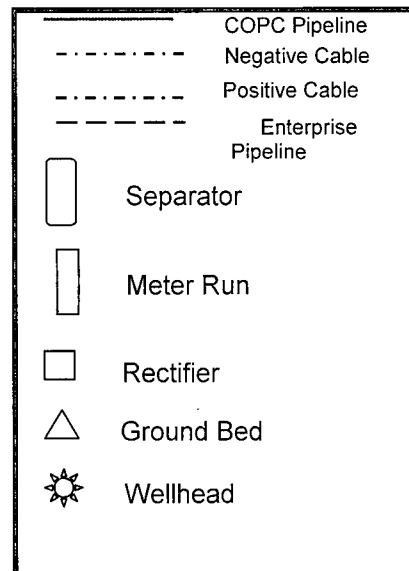 COPC Pipeline
Negative Cable
Positive Cable
Enterprise
Pipeline
Separator
Meter Run
Rectifier
Ground Bed
Wellhead